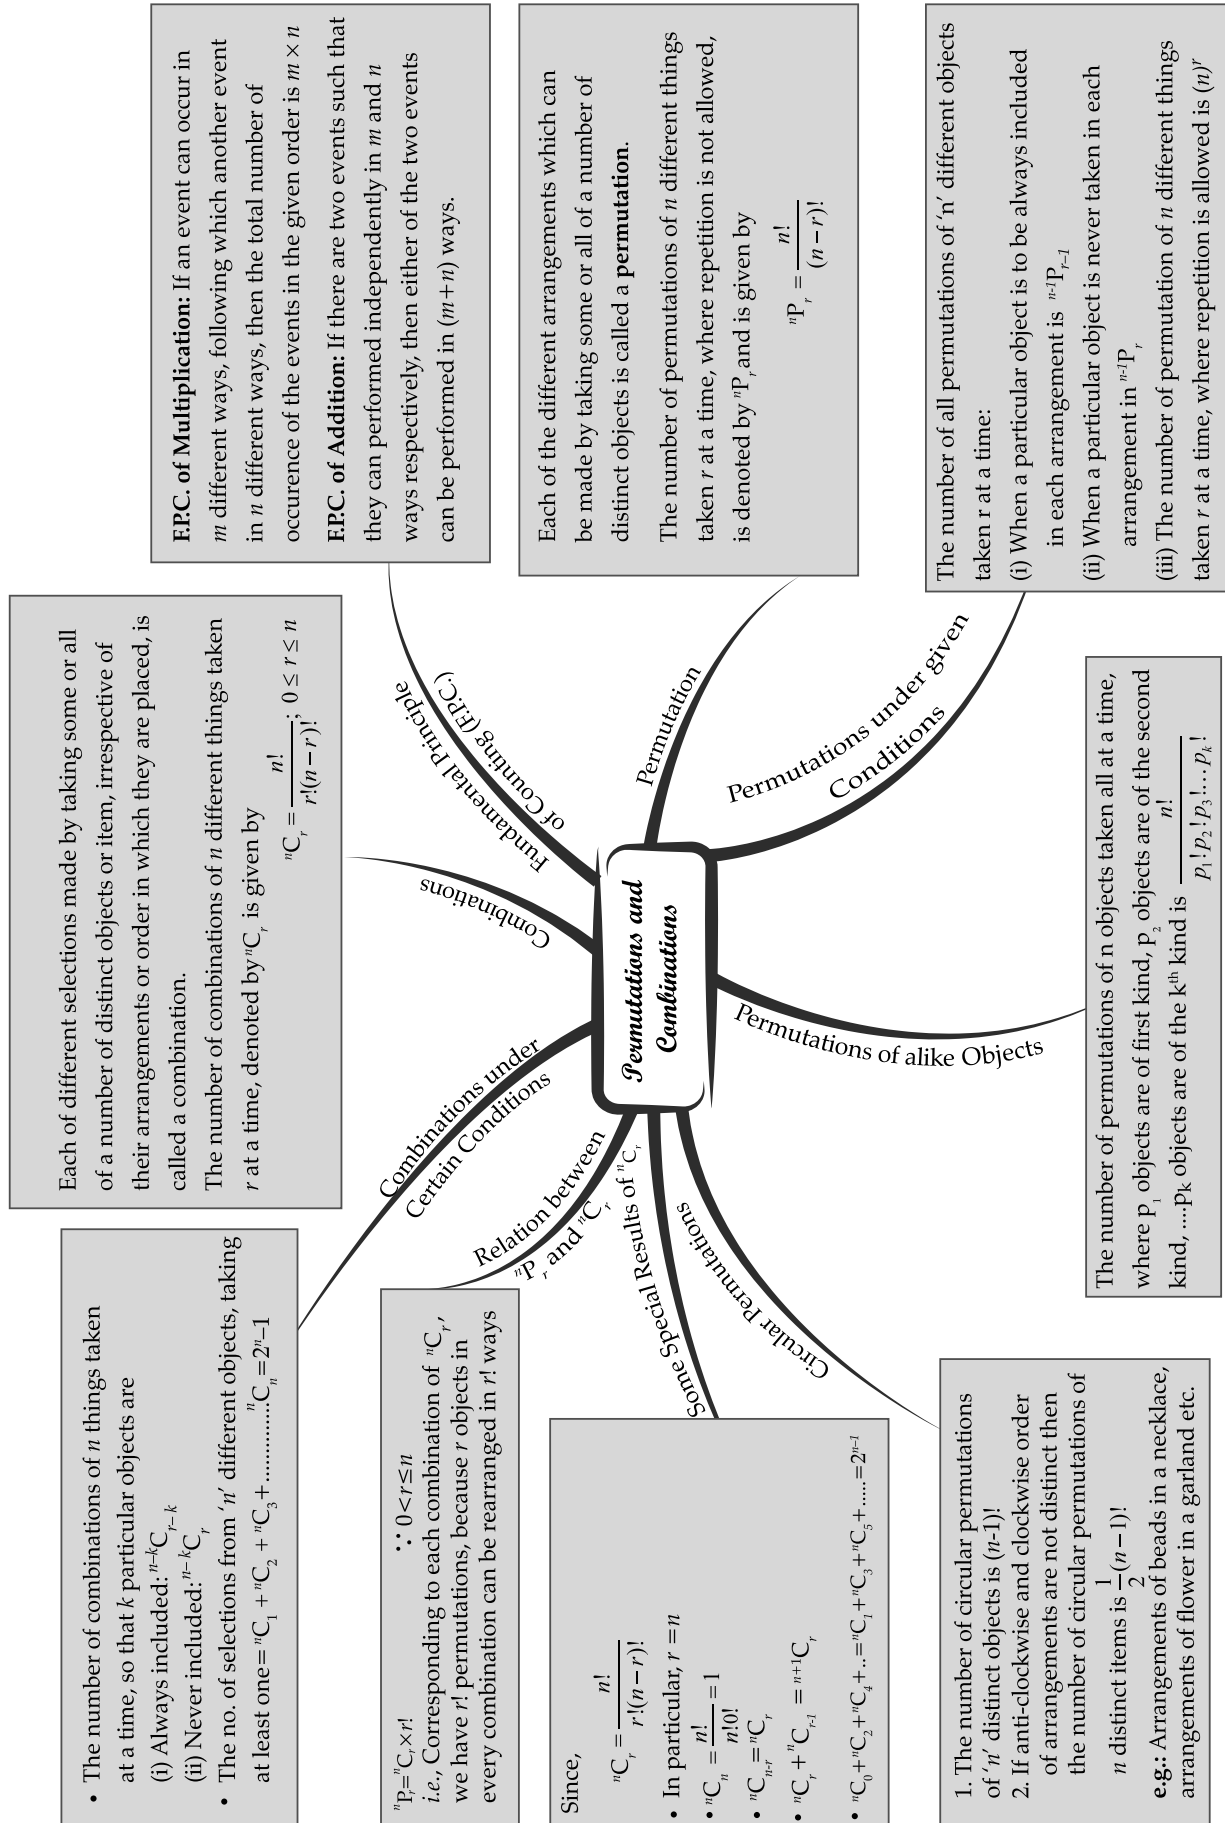 Permutations and
Combinations
Fundamental Principle
of Counting (F.P.C.)
F.P.C. of Multiplication: If an event can occur in
m different ways, following which another event
in n different ways, then the total number of
occurence of the events in the given order is m × n
F.P.C. of Addition: If there are two events such that
they can performed independently in m and n
ways respectively, then either of the two events
can be performed in (m+n) ways.
Permutation
Each of the different arrangements which can
be made by taking some or all of a number of
distinct objects is called a permutation.
The number of permutations of n different things
taken r at a time, where repetition is not allowed,
is denoted by ⁿPᵣ and is given by
ⁿPᵣ = n! / (n − r)!
Permutations under given
Conditions
The number of all permutations of 'n' different objects
taken r at a time:
(i) When a particular object is to be always included
in each arrangement is ⁿ⁻¹Pᵣ₋₁
(ii) When a particular object is never taken in each
arrangement in ⁿ⁻¹Pᵣ
(iii) The number of permutation of n different things
taken r at a time, where repetition is allowed is (n)ʳ
Permutations of alike Objects
The number of permutations of n objects taken all at a time,
where p₁ objects are of first kind, p₂ objects are of the second
kind, ....pₖ objects are of the kᵗʰ kind is n! / p₁! p₂! p₃!... pₖ!
Circular Permutations
1. The number of circular permutations
of 'n' distinct objects is (n-1)!
2. If anti-clockwise and clockwise order
of arrangements are not distinct then
the number of circular permutations of
n distinct items is 1/2 (n − 1)!
e.g.: Arrangements of beads in a necklace,
arrangements of flower in a garland etc.
Some Special Results of ⁿCᵣ
Since,
ⁿCᵣ = n! / r!(n − r)!
• In particular, r = n
• ⁿCₙ = n! / n!0! = 1
• ⁿCₙ₋ᵣ = ⁿCᵣ
• ⁿCᵣ + ⁿCᵣ₋₁ = ⁿ⁺¹Cᵣ
• ⁿC₀+ⁿC₂+ⁿC₄+..=ⁿC₁+ⁿC₃+ⁿC₅+.....=2ⁿ⁻¹
Relation between
ⁿPᵣ and ⁿCᵣ
ⁿPᵣ=ⁿCᵣ×r! ∵ 0<r≤n
i.e., Corresponding to each combination of ⁿCᵣ,
we have r! permutations, because r objects in
every combination can be rearranged in r! ways
Combinations under
Certain Conditions
• The number of combinations of n things taken
at a time, so that k particular objects are
(i) Always included: ⁿ⁻ᵏCᵣ₋ₖ
(ii) Never included: ⁿ⁻ᵏCᵣ
• The no. of selections from 'n' different objects, taking
at least one= ⁿC₁ + ⁿC₂ + ⁿC₃ + ..............ⁿCₙ=2ⁿ–1
Combinations
Each of different selections made by taking some or all
of a number of distinct objects or item, irrespective of
their arrangements or order in which they are placed, is
called a combination.
The number of combinations of n different things taken
r at a time, denoted by ⁿCᵣ is given by
ⁿCᵣ = n! / r!(n − r)! ; 0 ≤ r ≤ n